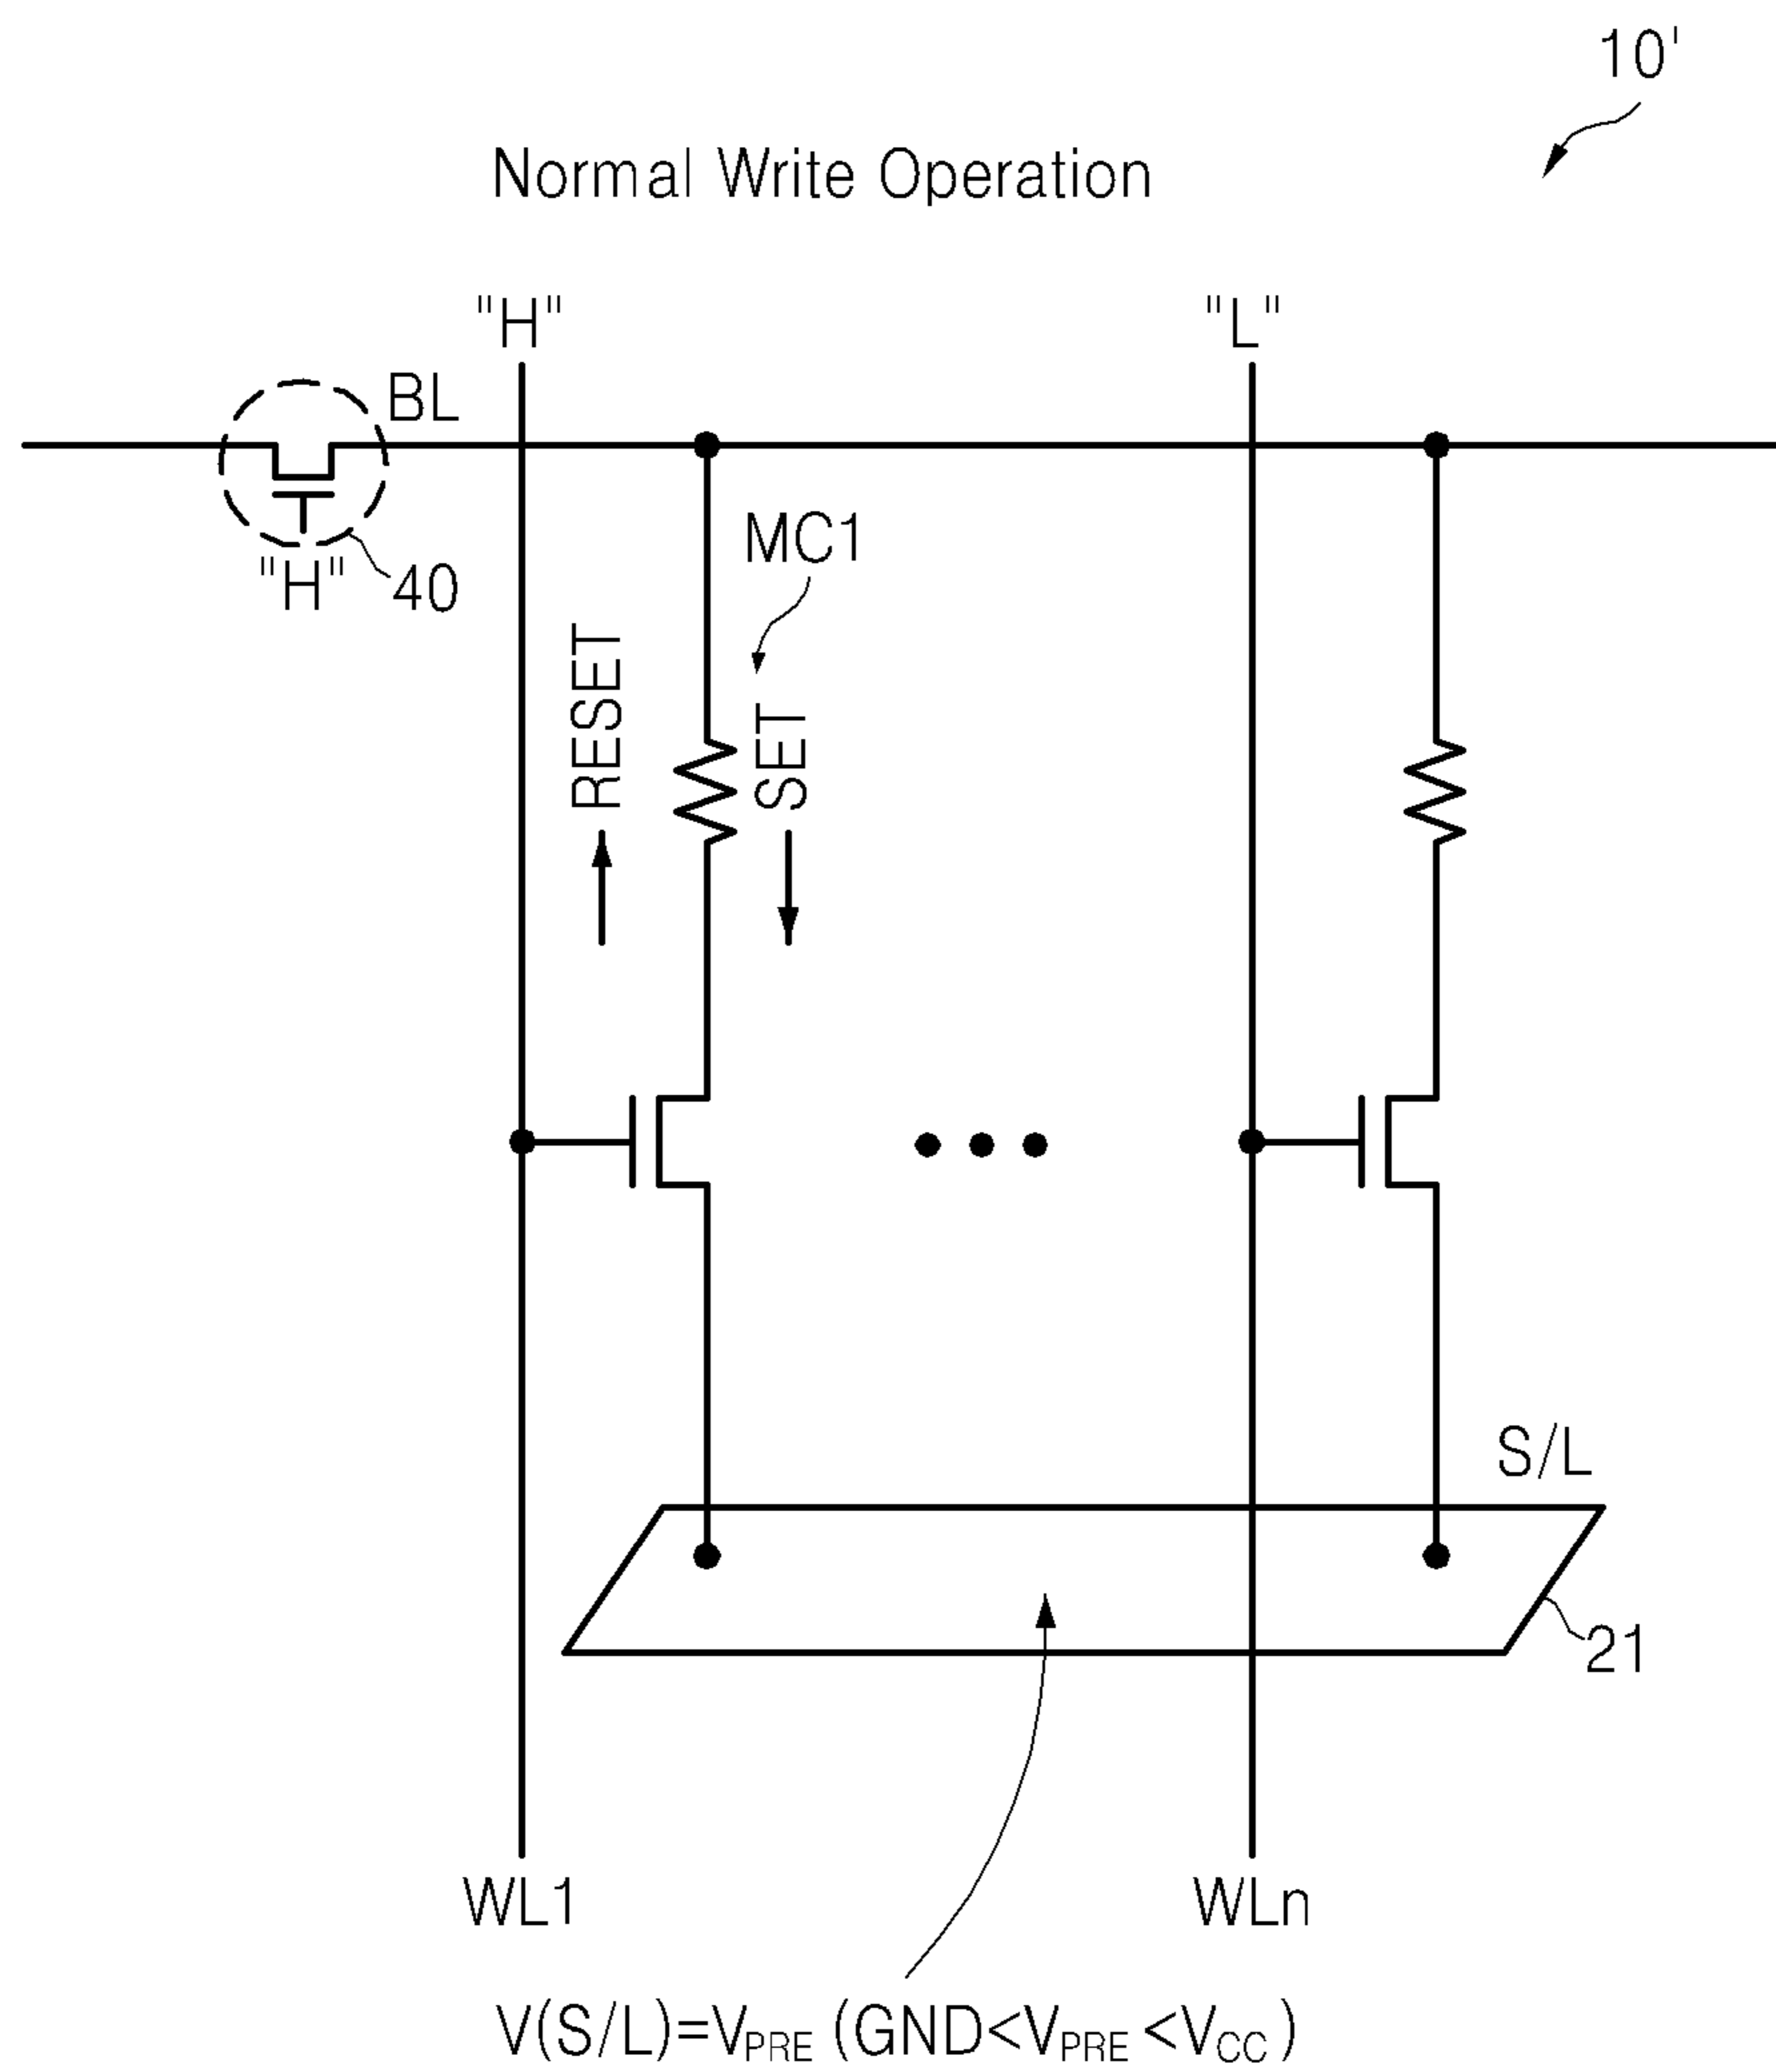 10'
Normal Write Operation
"H" "L"
BL
MC1
"H" 40
RESET
SET
S/L
21
WL1 WLn
V(S/L)=VPRE (GND<VPRE<VCC)